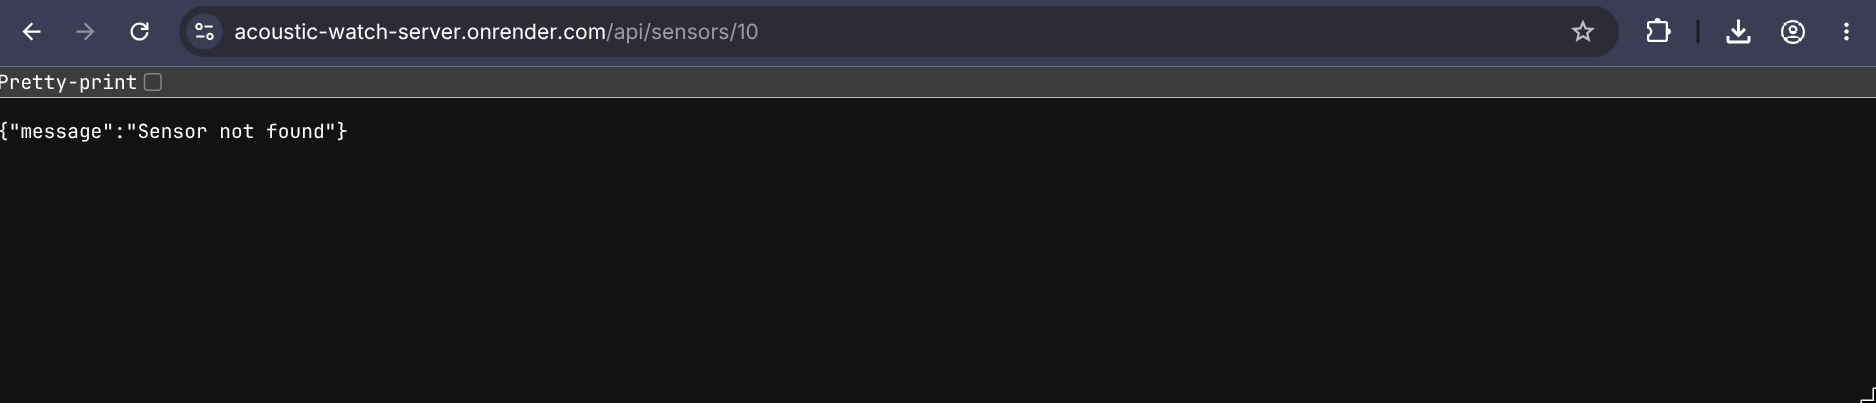 acoustic-watch-server.onrender.com/api/sensors/10
Pretty-print
{"message":"Sensor not found"}